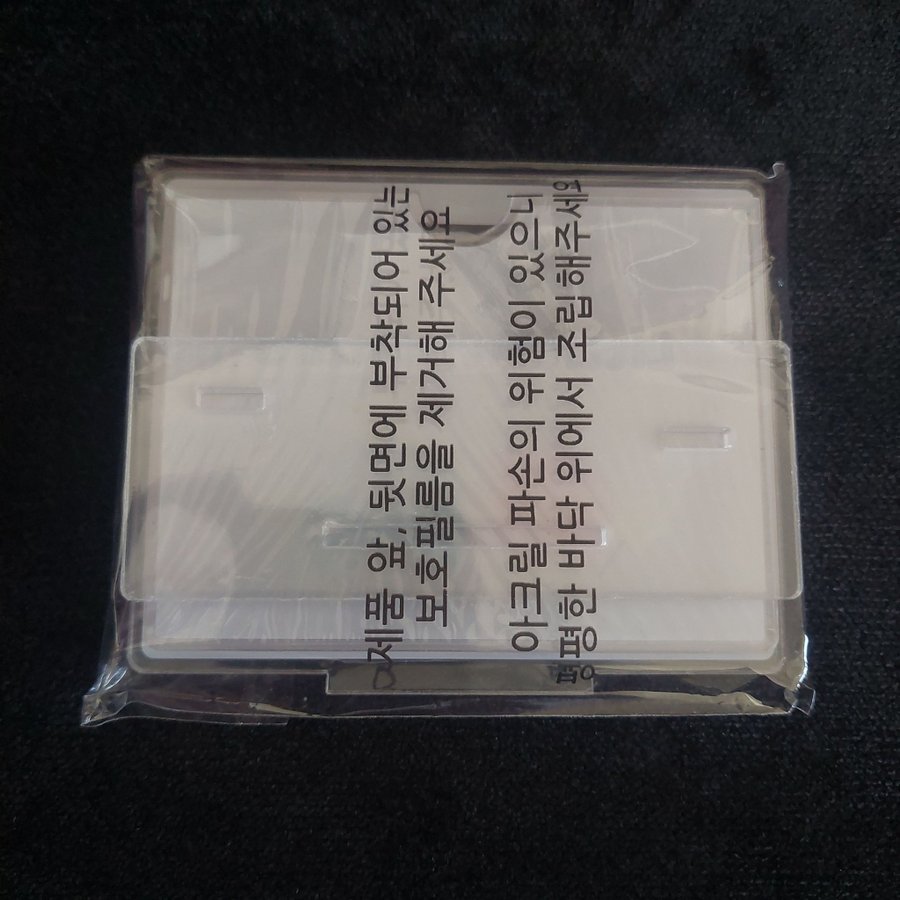 제품 앞, 뒷면에 부착되어 있는
보호필름을 제거해 주세요
아크릴 파손의 위험이 있으니
평평한 바닥 위에서 조립해주세요